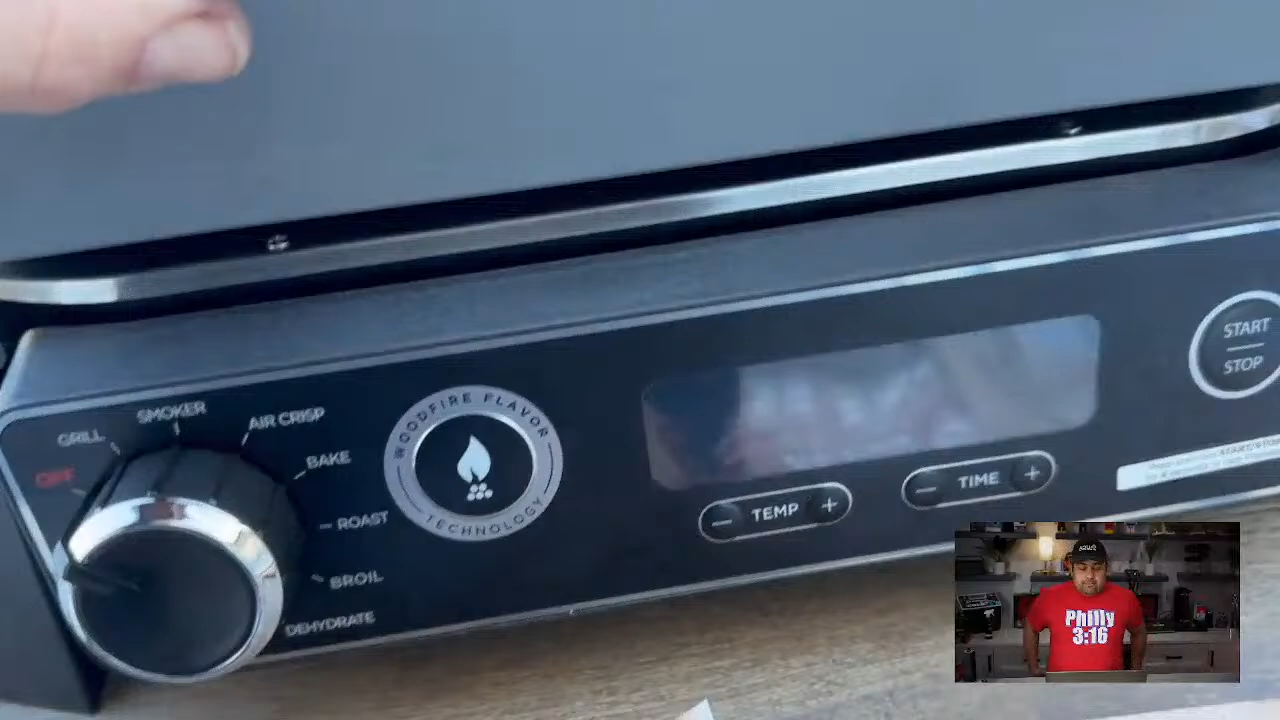 SMOKER
AIR CRISP
GRILL
BAKE
OFF
ROAST
BROIL
DEHYDRATE
WOODFIRE FLAVOR
TECHNOLOGY
− TEMP +
− TIME +
START
STOP
Philly
3:16